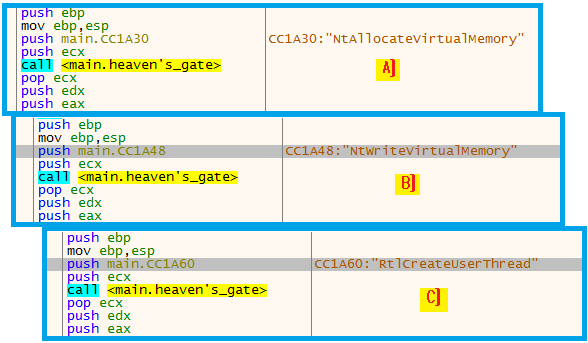 push ebp
mov ebp,esp
push main.CC1A30 CC1A30:"NtAllocateVirtualMemory"
push ecx
call <main.heaven's_gate> A)
pop ecx
push edx
push eax
push ebp
mov ebp,esp
push main.CC1A48 CC1A48:"NtWriteVirtualMemory"
push ecx
call <main.heaven's_gate> B)
pop ecx
push edx
push eax
push ebp
mov ebp,esp
push main.CC1A60 CC1A60:"RtlCreateUserThread"
push ecx
call <main.heaven's_gate>
pop ecx C)
push edx
push eax